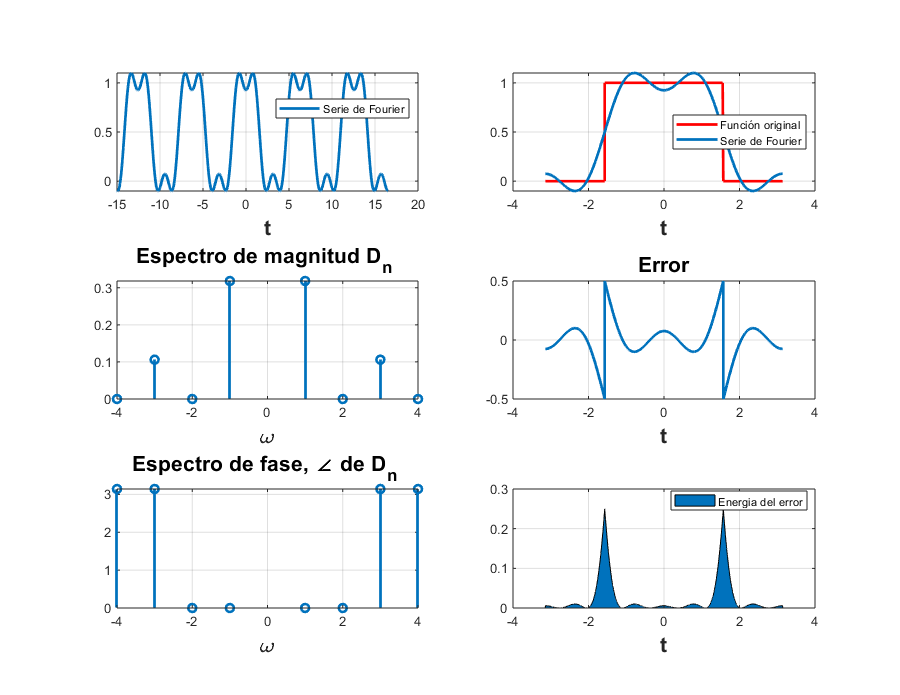 1
0.5
0
-15 -10 -5 0 5 10 15 20
t
Serie de Fourier
1
0.5
0
-4 -2 0 2 4
t
Función original
Serie de Fourier
Espectro de magnitud Dn
0.3
0.2
0.1
0
-4 -2 0 2 4
ω
Error
0.5
0
-0.5
-4 -2 0 2 4
t
Espectro de fase, ∠ de Dn
3
2
1
0
-4 -2 0 2 4
ω
0.3
0.2
0.1
0
-4 -2 0 2 4
t
Energia del error